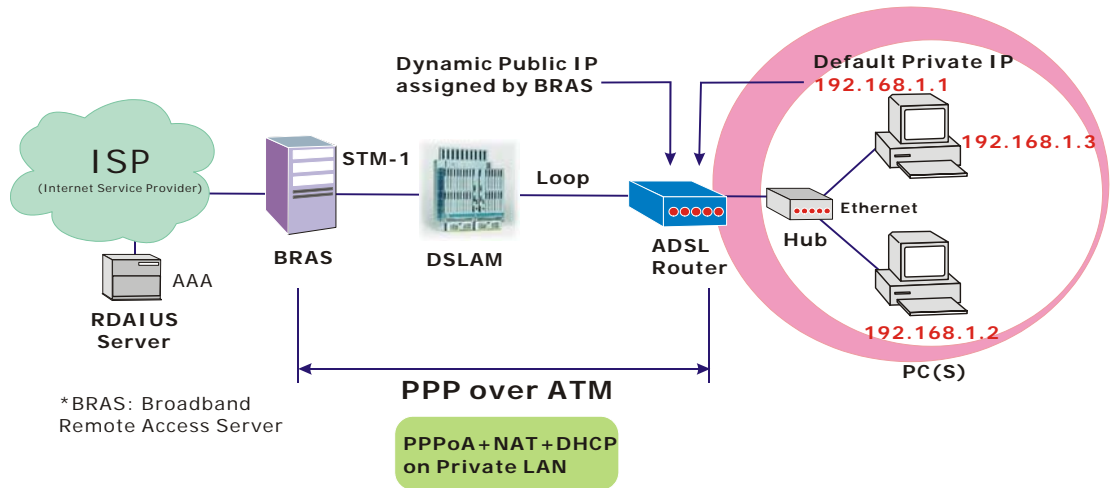 Dynamic Public IP
assigned by BRAS
Default Private IP
192.168.1.1
192.168.1.3
ISP
(Internet Service Provider)
STM-1
Loop
Ethernet
Hub
BRAS
DSLAM
ADSL
Router
AAA
RDAIUS
Server
192.168.1.2
PC(S)
PPP over ATM
*BRAS: Broadband
Remote Access Server
PPPoA+NAT+DHCP
on Private LAN